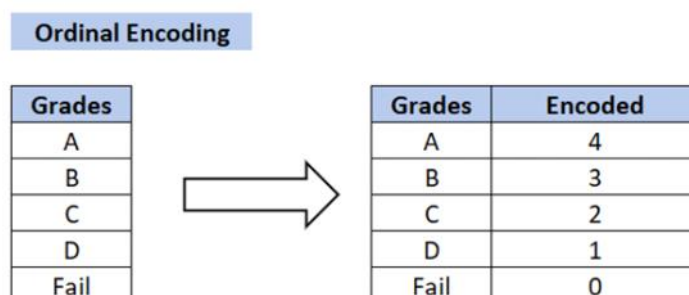 Ordinal Encoding
Grades
A
B
C
D
Fail
Grades Encoded
A 4
B 3
C 2
D 1
Fail 0